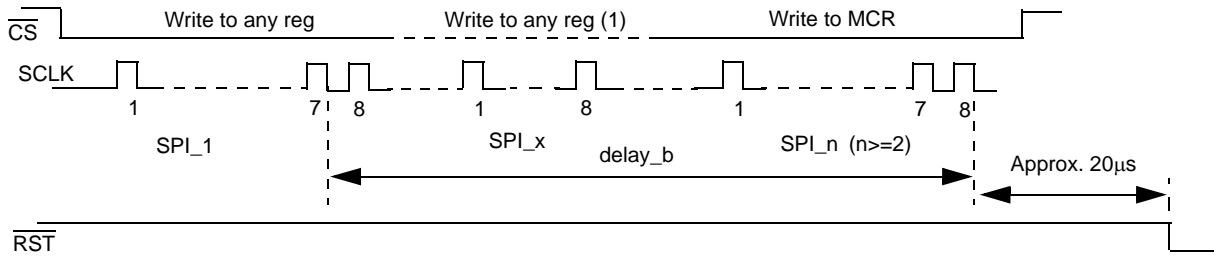 Write to any reg Write to any reg (1) Write to MCR
CS
SCLK
1 7 8 1 8 1 7 8
SPI_1 SPI_x SPI_n (n>=2)
delay_b Approx. 20μs
RST